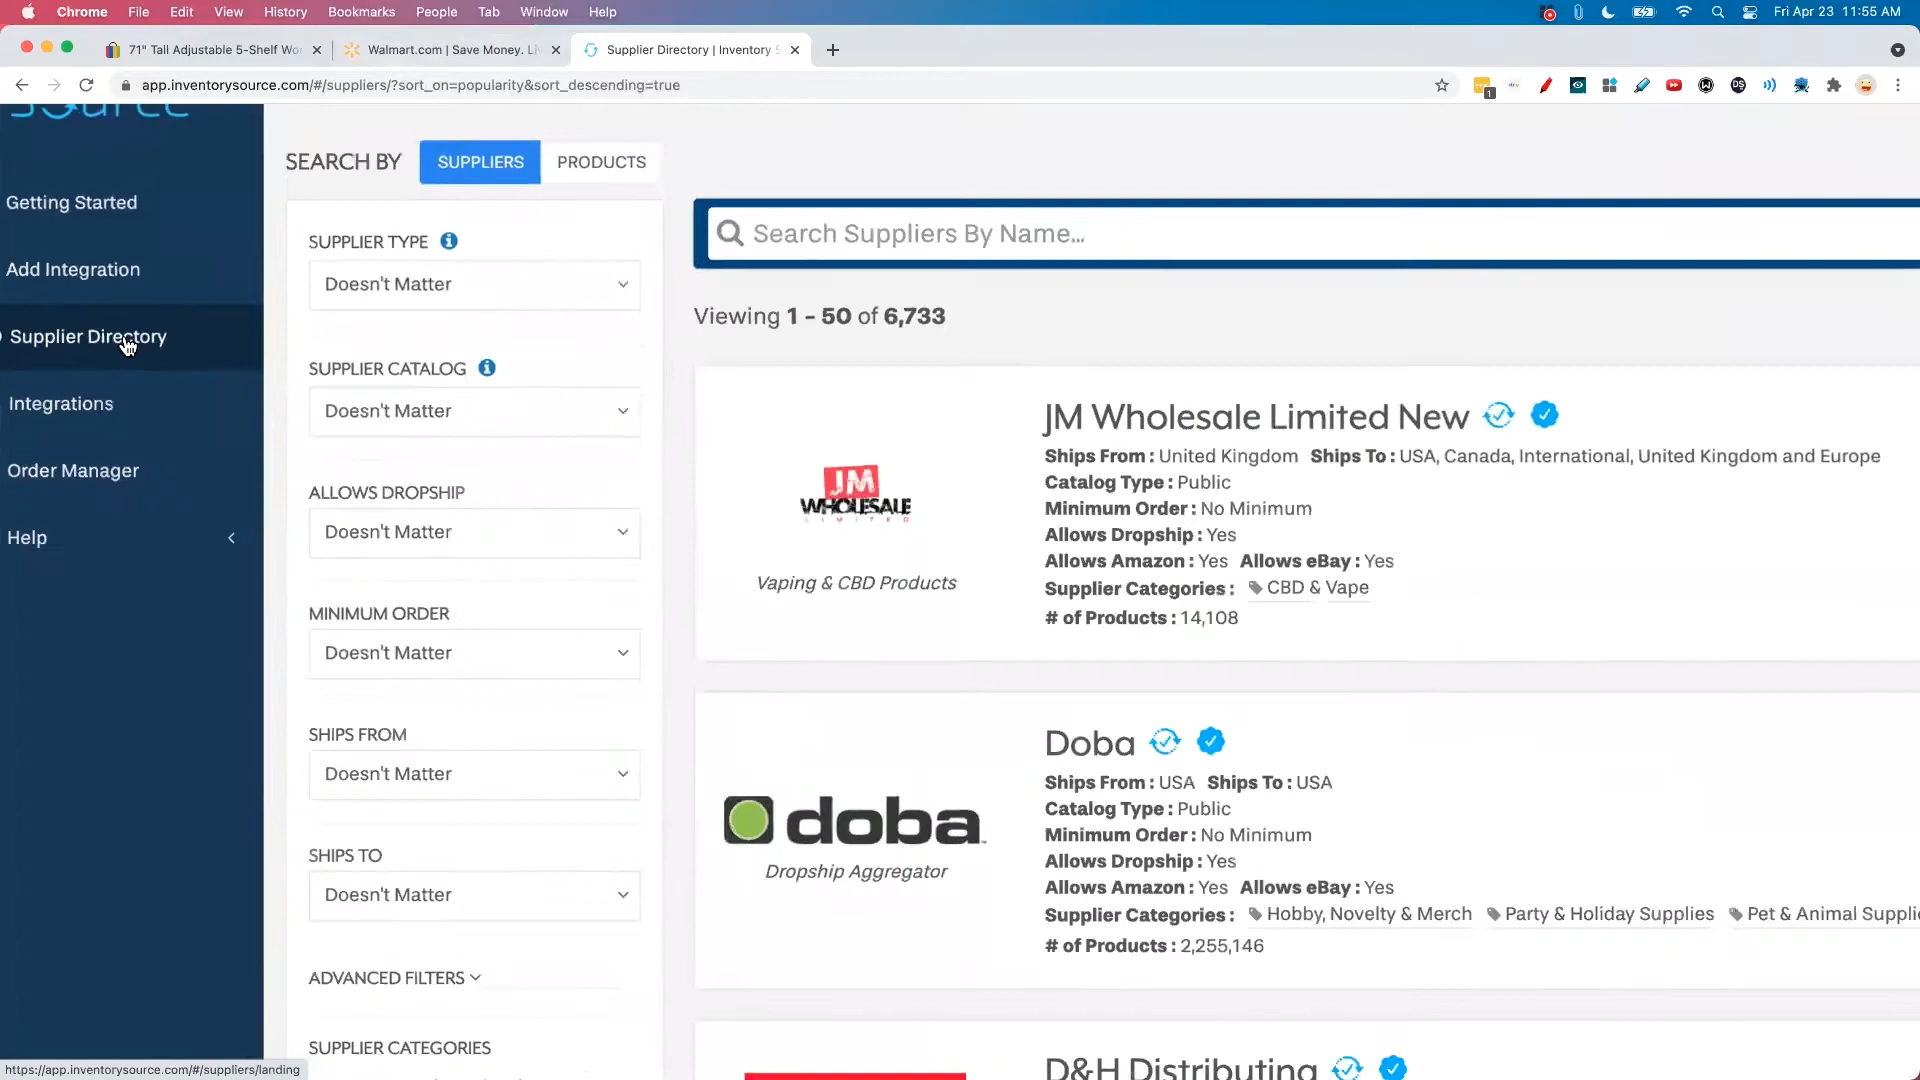 Chrome File Edit View History Bookmarks People Tab Window Help Fri Apr 23 11:55 AM
71" Tall Adjustable 5-Shelf Wo Walmart.com | Save Money. Li Supplier Directory | Inventory S
app.inventorysource.com/#/suppliers/?sort_on=popularity&sort_descending=true
1
source
Getting Started
Add Integration
Supplier Directory
Integrations
Order Manager
Help
https://app.inventorysource.com/#/suppliers/landing
SEARCH BY SUPPLIERS PRODUCTS
SUPPLIER TYPE
Doesn't Matter
SUPPLIER CATALOG
Doesn't Matter
ALLOWS DROPSHIP
Doesn't Matter
MINIMUM ORDER
Doesn't Matter
SHIPS FROM
Doesn't Matter
SHIPS TO
Doesn't Matter
ADVANCED FILTERS
SUPPLIER CATEGORIES
Search Suppliers By Name...
Viewing 1 - 50 of 6,733
JM
WHOLESALE
LIMITED
Vaping & CBD Products
JM Wholesale Limited New
Ships From : United Kingdom Ships To : USA, Canada, International, United Kingdom and Europe
Catalog Type : Public
Minimum Order : No Minimum
Allows Dropship : Yes
Allows Amazon : Yes Allows eBay : Yes
Supplier Categories : CBD & Vape
# of Products : 14,108
doba
Dropship Aggregator
Doba
Ships From : USA Ships To : USA
Catalog Type : Public
Minimum Order : No Minimum
Allows Dropship : Yes
Allows Amazon : Yes Allows eBay : Yes
Supplier Categories : Hobby, Novelty & Merch Party & Holiday Supplies Pet & Animal Supplie
# of Products : 2,255,146
D&H Distributing